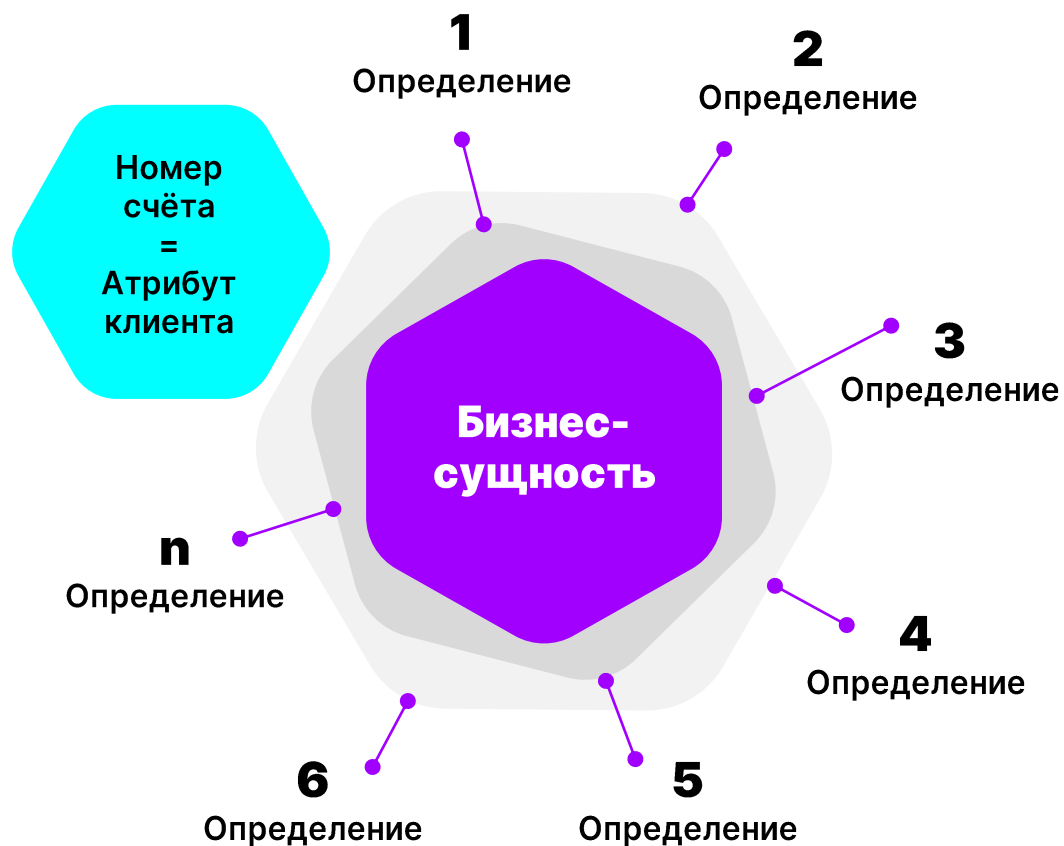 1
Определение
2
Определение
Номер
счёта
=
Атрибут
клиента
3
Определение
Бизнес-
сущность
n
Определение
4
Определение
6
Определение
5
Определение